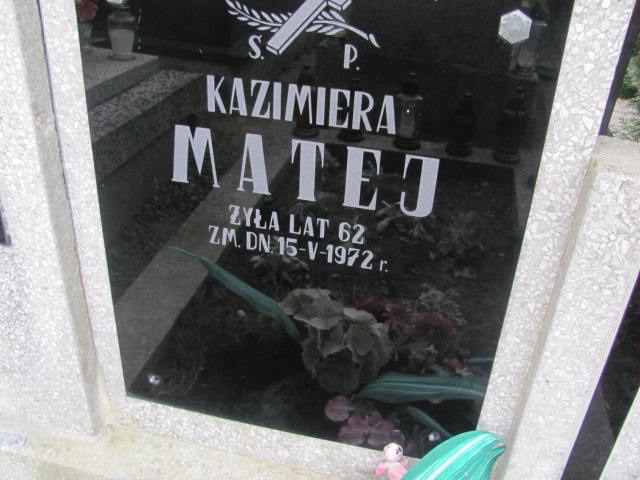 S. P.
KAZIMIERA
MATEJ
ŻYŁA LAT 62
ZM. DN. 15-V-1972 r.